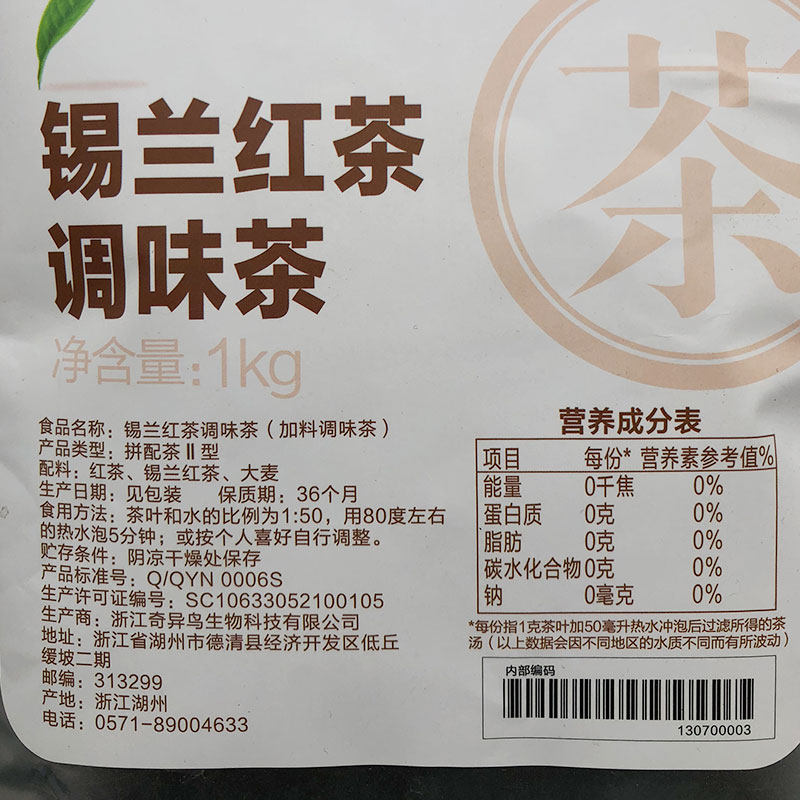 锡兰红茶
调味茶
净含量:1kg
茶
食品名称：锡兰红茶调味茶（加料调味茶）
产品类型：拼配茶Ⅱ型
配料：红茶、锡兰红茶、大麦
生产日期：见包装 保质期：36个月
食用方法：茶叶和水的比例为1:50，用80度左右
的热水泡5分钟；或按个人喜好自行调整。
贮存条件：阴凉干燥处保存
产品标准号：Q/QYN 0006S
生产许可证编号：SC10633052100105
生产商：浙江奇异鸟生物科技有限公司
地址：浙江省湖州市德清县经济开发区低丘
缓坡二期
邮编：313299
产地：浙江湖州
电话：0571-89004633
营养成分表
项目 每份* 营养素参考值%
能量 0千焦 0%
蛋白质 0克 0%
脂肪 0克 0%
碳水化合物 0克 0%
钠 0毫克 0%
*每份指1克茶叶加50毫升热水冲泡后过滤所得的茶
汤（以上数据会因不同地区的水质不同而有所波动）
内部编码
130700003